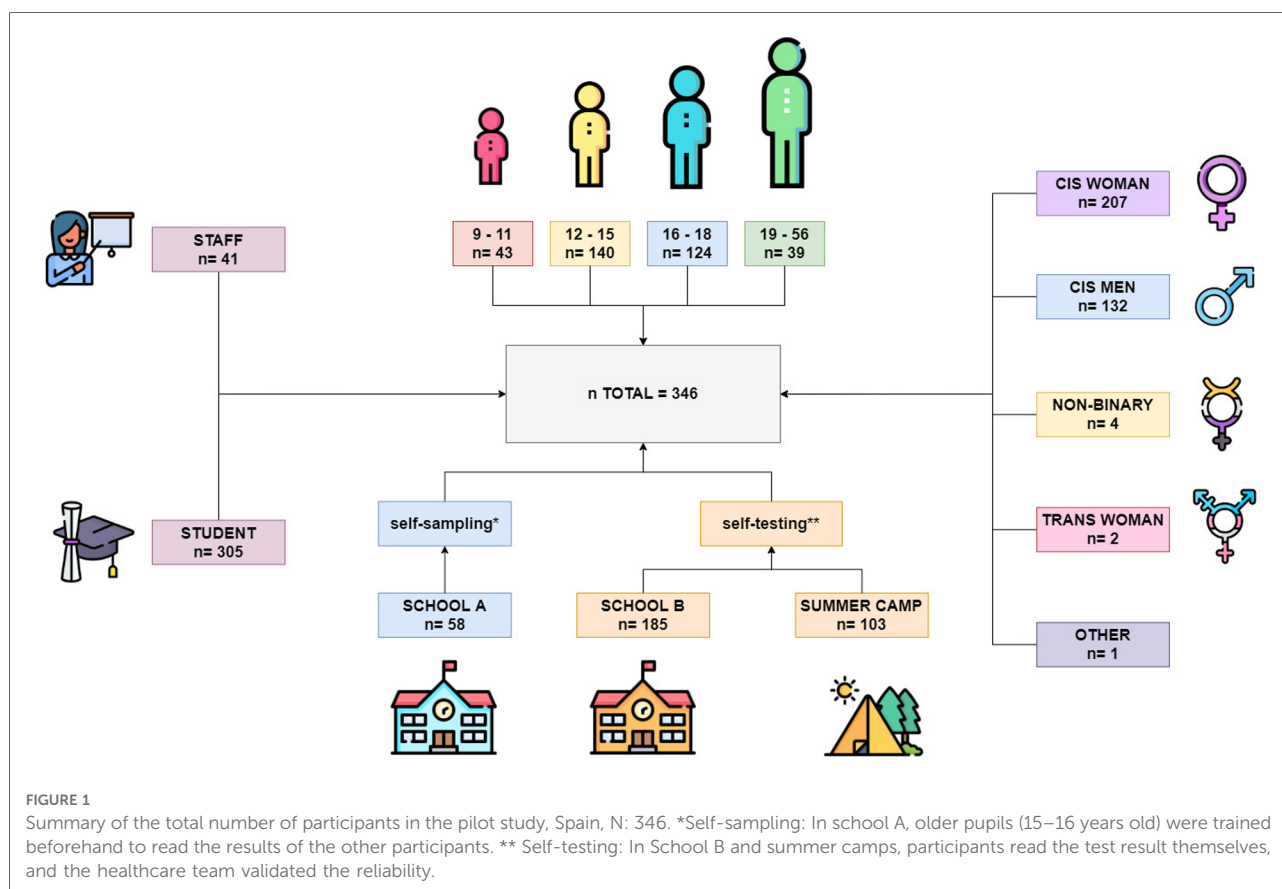 9 - 11
n= 43
12 - 15
n= 140
16 - 18
n= 124
19 - 56
n= 39
STAFF
n= 41
STUDENT
n= 305
n TOTAL = 346
self-sampling*
self-testing**
SCHOOL A
n= 58
SCHOOL B
n= 185
SUMMER CAMP
n= 103
CIS WOMAN
n= 207
CIS MEN
n= 132
NON-BINARY
n= 4
TRANS WOMAN
n= 2
OTHER
n= 1
FIGURE 1
Summary of the total number of participants in the pilot study, Spain, N: 346. *Self-sampling: In school A, older pupils (15–16 years old) were trained
beforehand to read the results of the other participants. ** Self-testing: In School B and summer camps, participants read the test result themselves,
and the healthcare team validated the reliability.